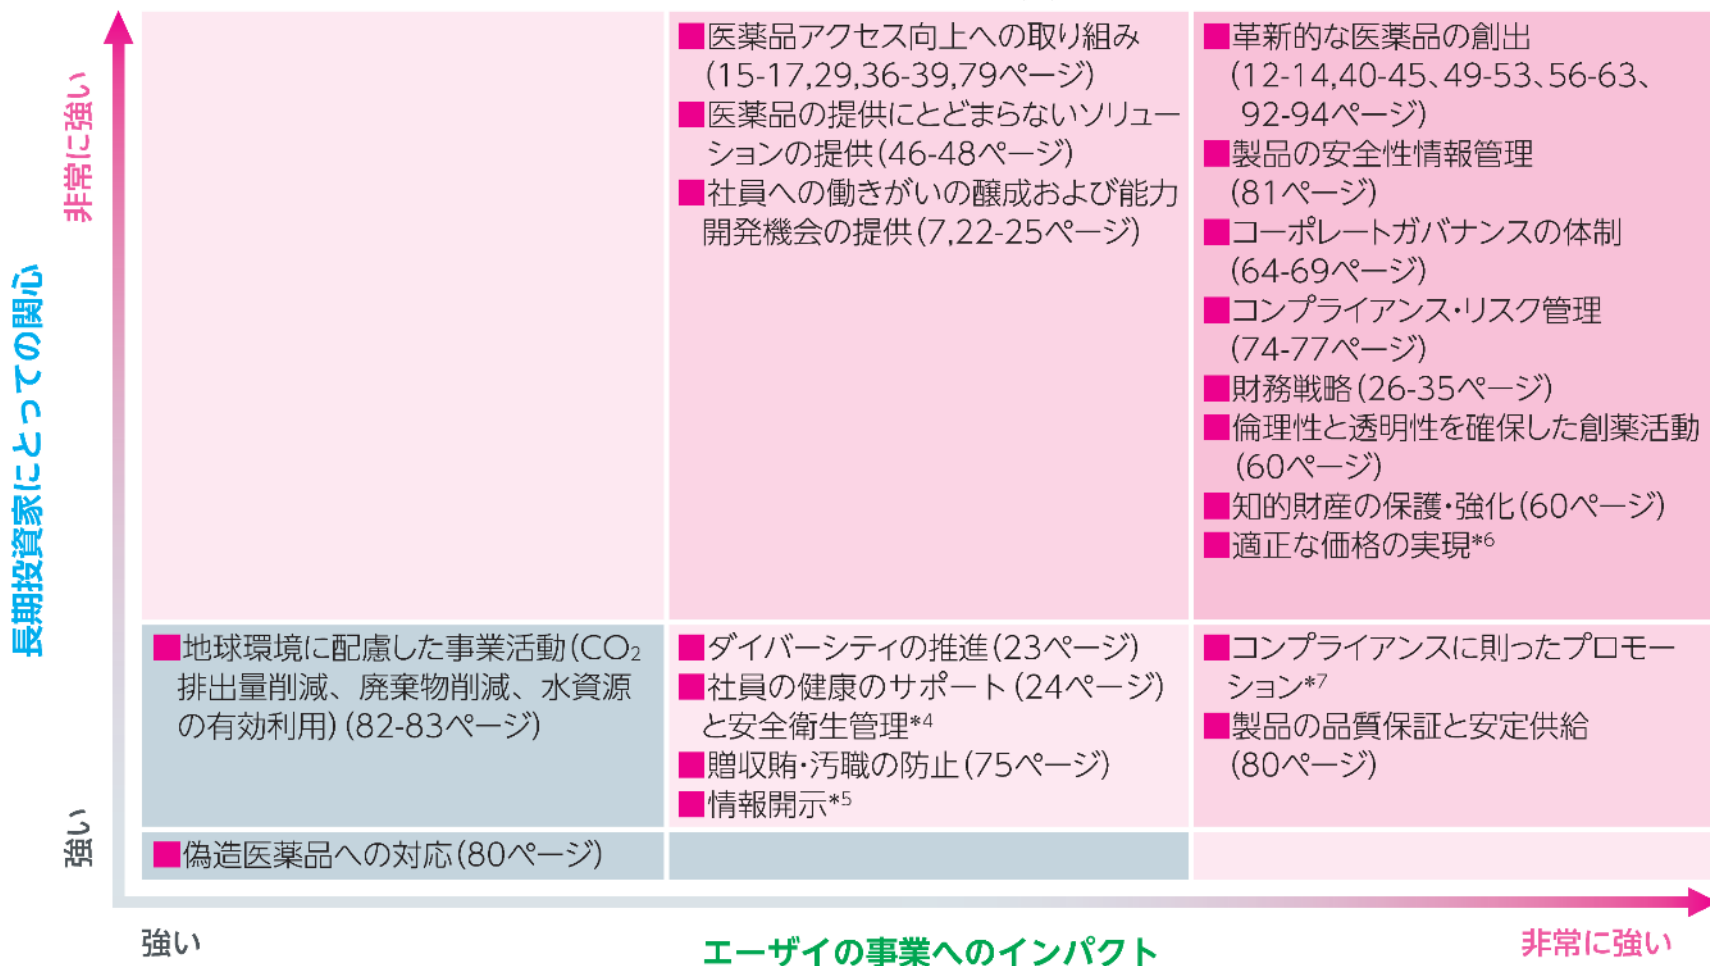 長期投資家にとっての関心
非常に強い
強い
■医薬品アクセス向上への取り組み
(15-17,29,36-39,79ページ)
■医薬品の提供にとどまらないソリュー
ションの提供(46-48ページ)
■社員への働きがいの醸成および能力
開発機会の提供(7,22-25ページ)
■革新的な医薬品の創出
(12-14,40-45、49-53、56-63、
92-94ページ)
■製品の安全性情報管理
(81ページ)
■コーポレートガバナンスの体制
(64-69ページ)
■コンプライアンス・リスク管理
(74-77ページ)
■財務戦略(26-35ページ)
■倫理性と透明性を確保した創薬活動
(60ページ)
■知的財産の保護・強化(60ページ)
■適正な価格の実現*6
■地球環境に配慮した事業活動(CO2
排出量削減、廃棄物削減、水資源
の有効利用)(82-83ページ)
■ダイバーシティの推進(23ページ)
■社員の健康のサポート(24ページ)
と安全衛生管理*4
■贈収賄・汚職の防止(75ページ)
■情報開示*5
■コンプライアンスに則ったプロモー
ション*7
■製品の品質保証と安定供給
(80ページ)
■偽造医薬品への対応(80ページ)
強い
エーザイの事業へのインパクト
非常に強い